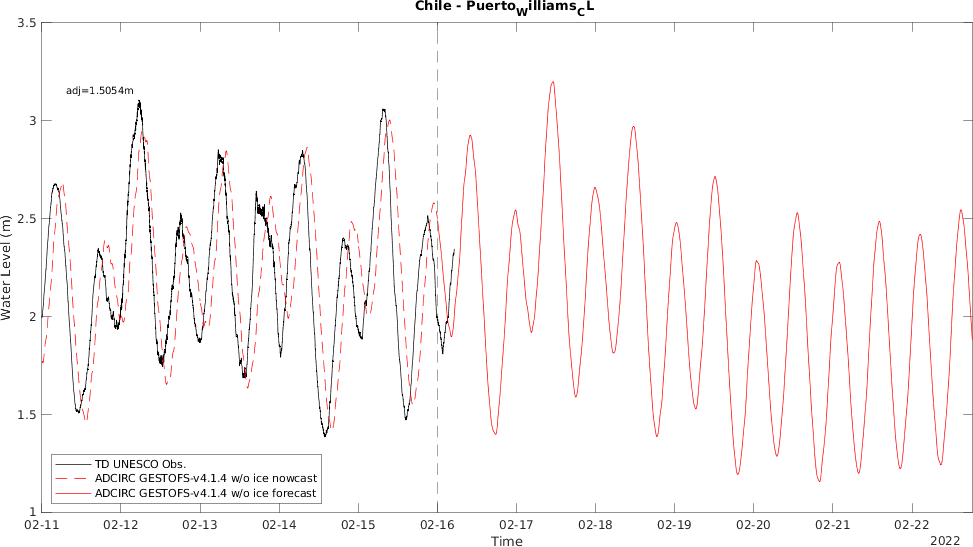 Chile - PuertoWilliamsCL
3.5
3
2.5
2
1.5
1
Water Level (m)
adj=1.5054m
TD UNESCO Obs.
ADCIRC GESTOFS-v4.1.4 w/o ice nowcast
ADCIRC GESTOFS-v4.1.4 w/o ice forecast
02-11 02-12 02-13 02-14 02-15 02-16 02-17 02-18 02-19 02-20 02-21 02-22
Time
2022